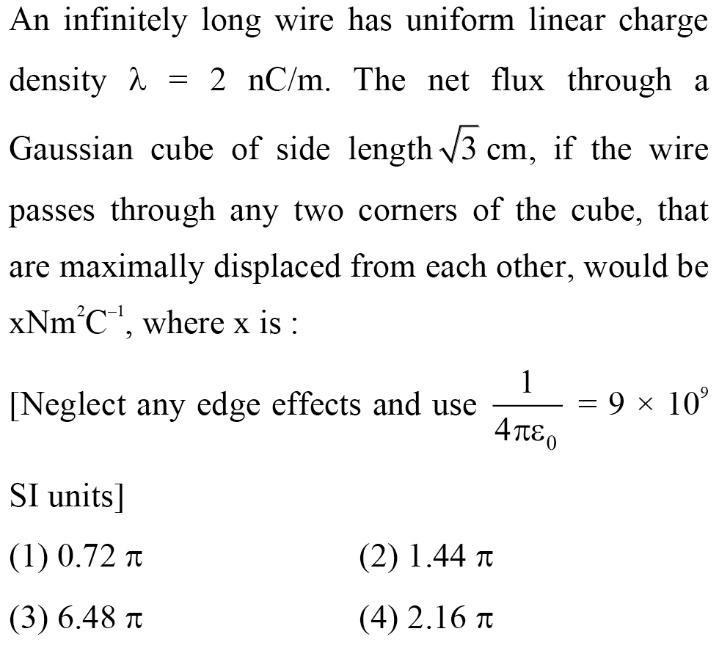 An infinitely long wire has uniform linear charge
density λ = 2 nC/m. The net flux through a
Gaussian cube of side length √3 cm, if the wire
passes through any two corners of the cube, that
are maximally displaced from each other, would be
xNm²C⁻¹, where x is :
[Neglect any edge effects and use 1/4πε₀ = 9 × 10⁹
SI units]
(1) 0.72 π (2) 1.44 π
(3) 6.48 π (4) 2.16 π